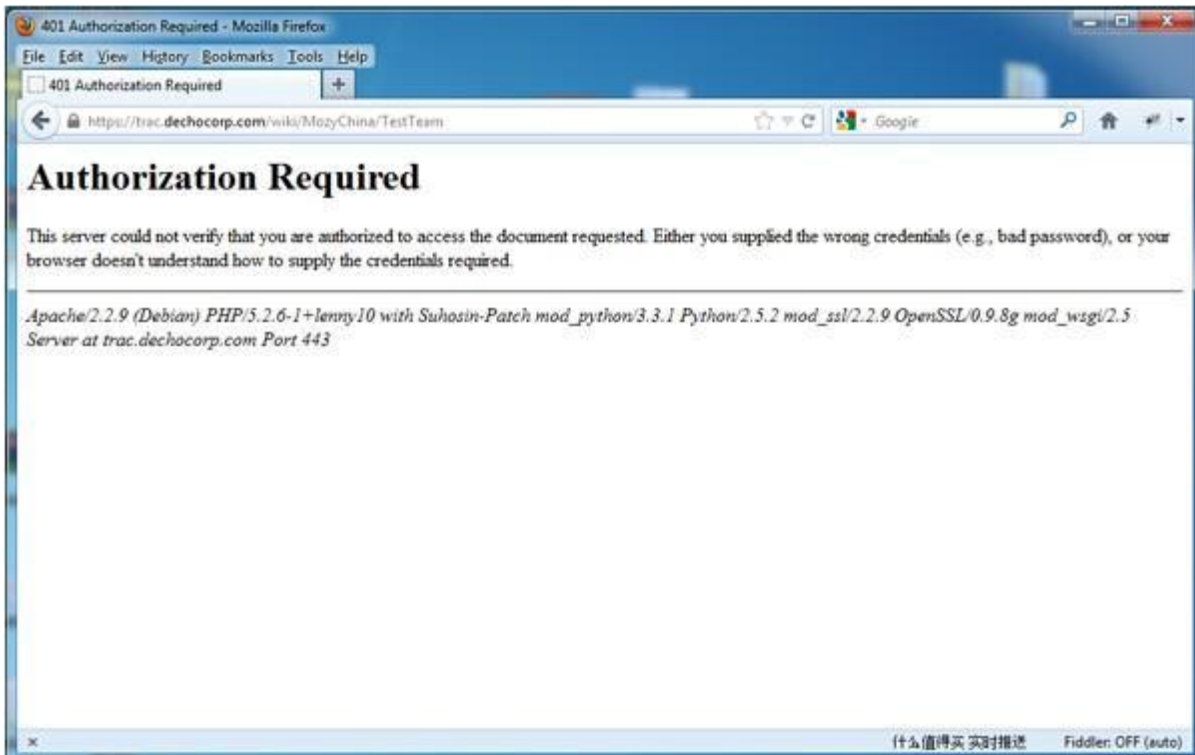 401 Authorization Required - Mozilla Firefox
File Edit View History Bookmarks Tools Help
401 Authorization Required +
https://trac.dechocorp.com/wiki/MozyChina/TestTeam Google
Authorization Required
This server could not verify that you are authorized to access the document requested. Either you supplied the wrong credentials (e.g., bad password), or your
browser doesn't understand how to supply the credentials required.
Apache/2.2.9 (Debian) PHP/5.2.6-1+lenny10 with Suhosin-Patch mod_python/3.3.1 Python/2.5.2 mod_ssl/2.2.9 OpenSSL/0.9.8g mod_wsgi/2.5
Server at trac.dechocorp.com Port 443
什么值得买 实时推送 Fiddler: OFF (auto)